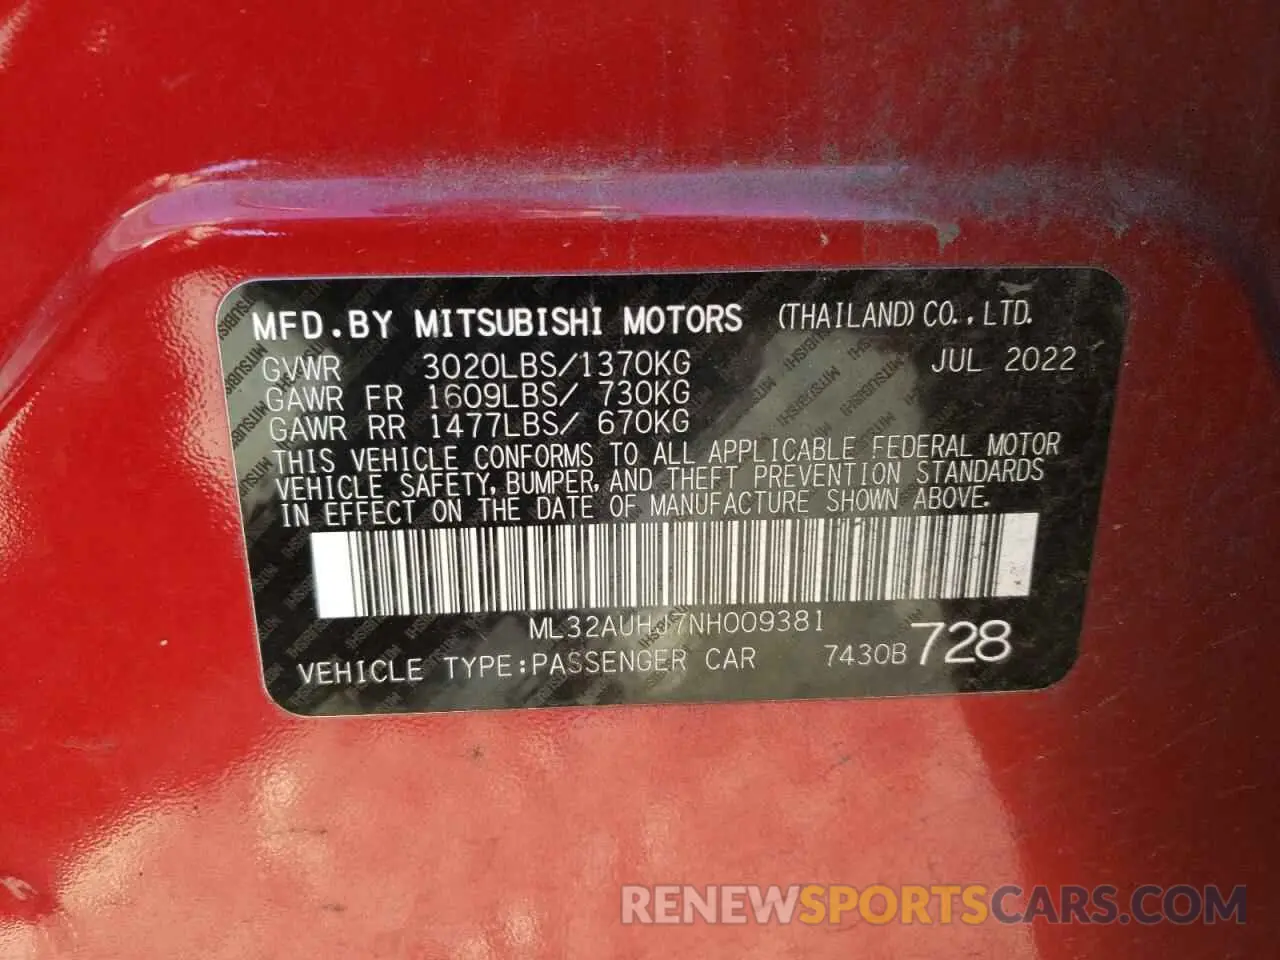 MFD.BY MITSUBISHI MOTORS (THAILAND) CO.,LTD.
GVWR 3020LBS/1370KG JUL 2022
GAWR FR 1609LBS/ 730KG
GAWR RR 1477LBS/ 670KG
THIS VEHICLE CONFORMS TO ALL APPLICABLE FEDERAL MOTOR
VEHICLE SAFETY, BUMPER, AND THEFT PREVENTION STANDARDS
IN EFFECT ON THE DATE OF MANUFACTURE SHOWN ABOVE.
ML32AUHJ7NH009381
VEHICLE TYPE:PASSENGER CAR 7430B 728
RENEWSPORTSCARS.COM